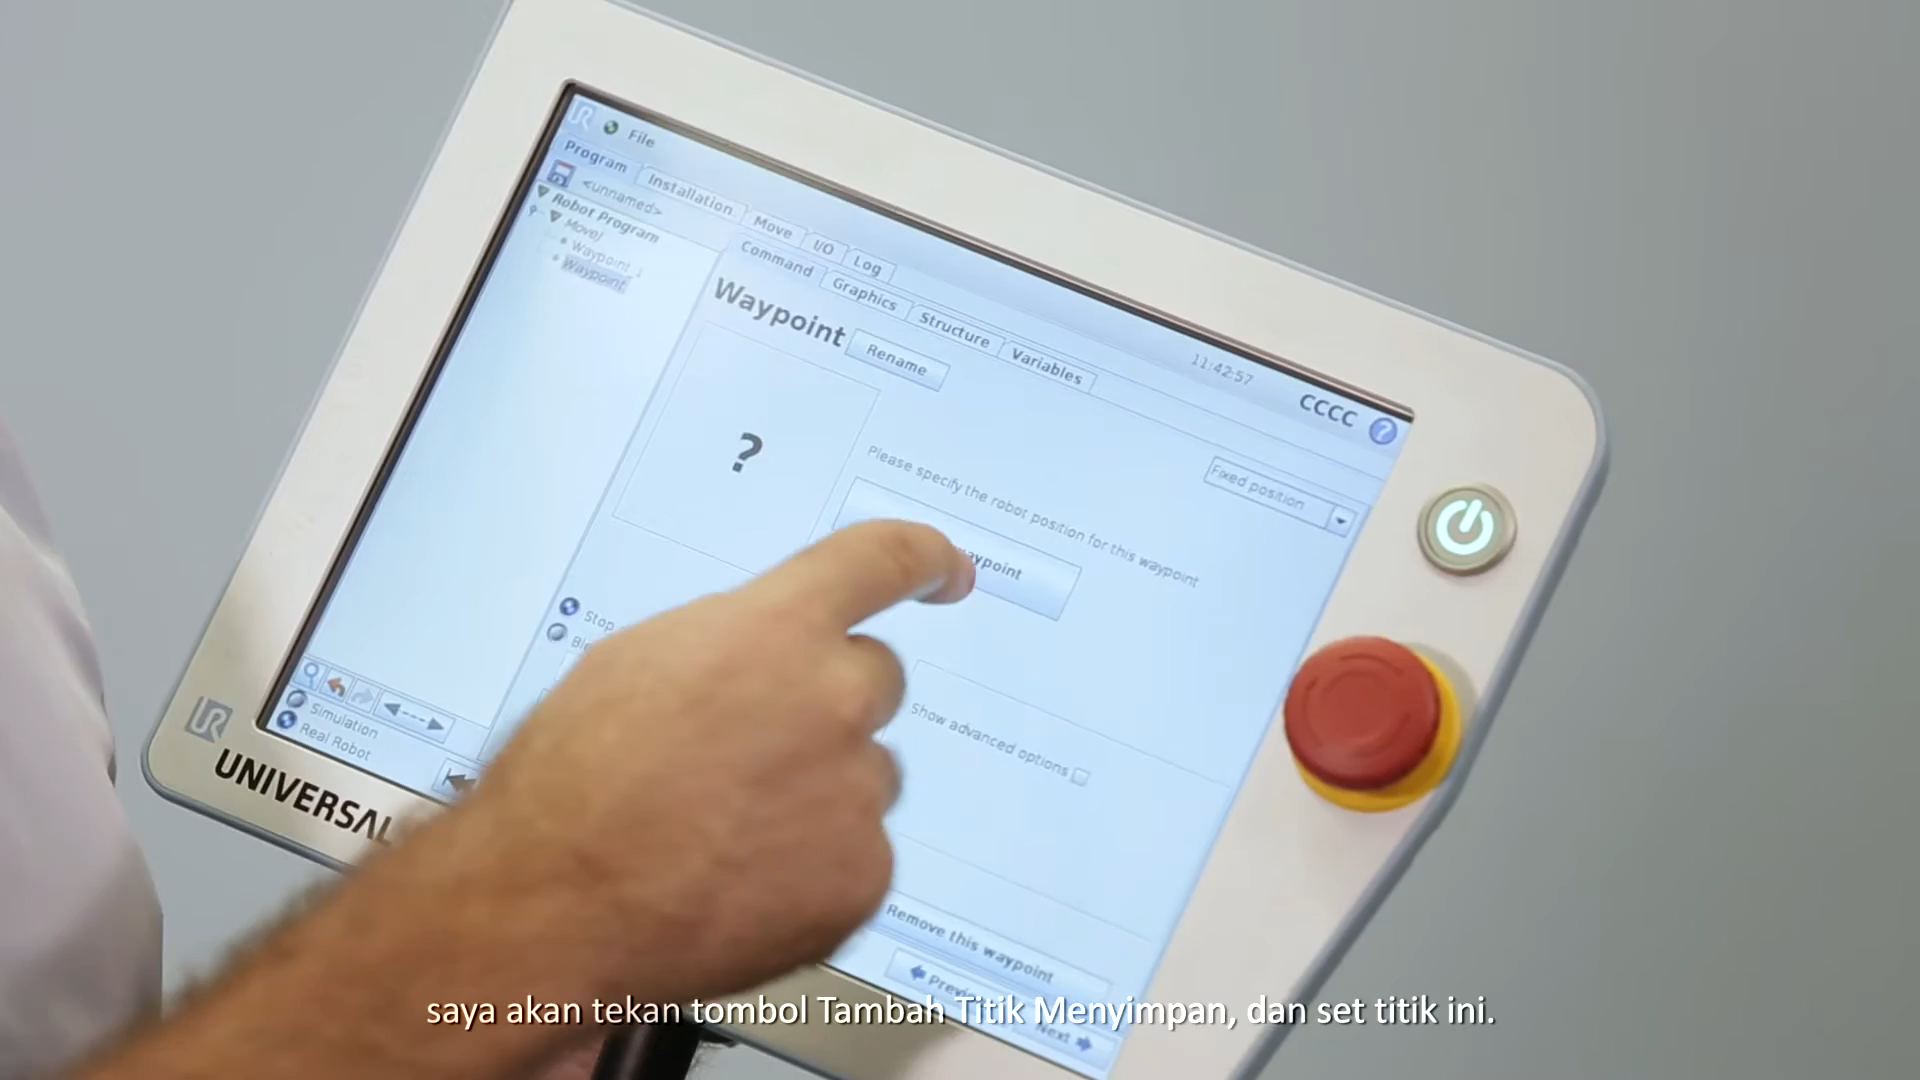 File
Program
Installation
Move
I/O
Log
<unnamed>
Robot Program
MoveJ
Waypoint_1
Waypoint
Command
Graphics
Structure
Variables
11:42:57
CCCC
?
Waypoint
Rename
Fixed position
?
Please specify the robot position for this waypoint
waypoint
Stop
Show advanced options
Simulation
Real Robot
Remove this waypoint
Next
UR
UNIVERSAL
saya akan tekan tombol Tambah Titik Menyimpan, dan set titik ini.